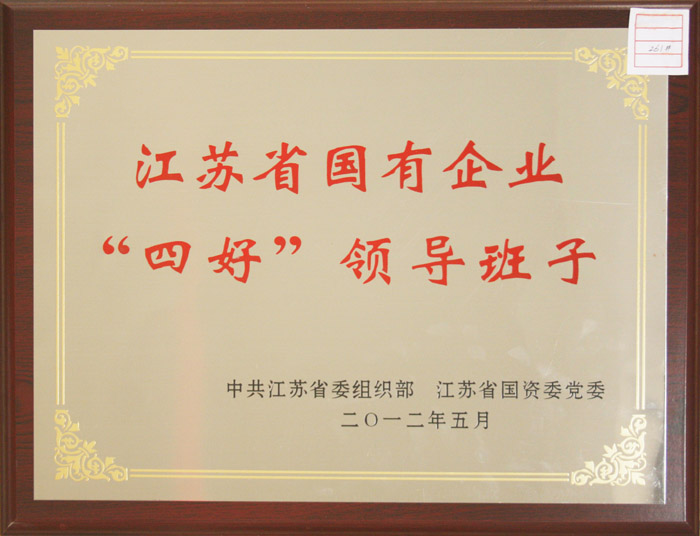 江苏省国有企业
“四好”领导班子
中共江苏省委组织部 江苏省国资委党委
二〇一二年五月